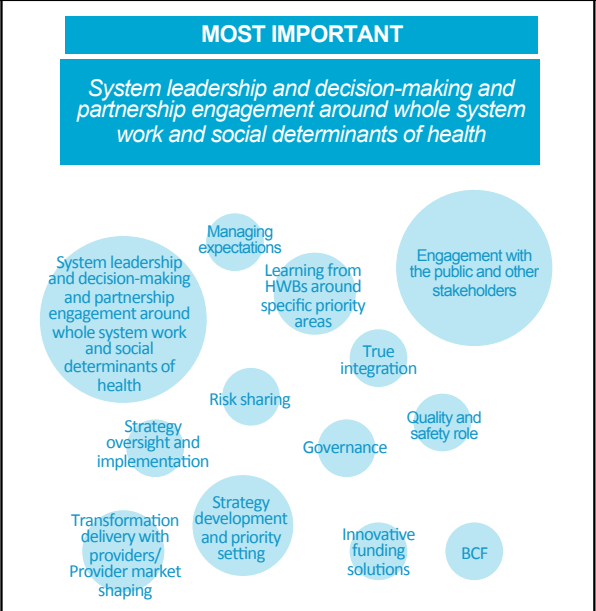 MOST IMPORTANT
System leadership and decision-making and
partnership engagement around whole system
work and social determinants of health
Managing
expectations
System leadership
and decision-making
and partnership
engagement around
whole system work
and social
determinants of
health
Learning from
HWBs around
specific priority
areas
Engagement with
the public and other
stakeholders
True
integration
Risk sharing
Strategy
oversight and
implementation
Governance
Quality and
safety role
Transformation
delivery with
providers/
Provider market
shaping
Strategy
development
and priority
setting
Innovative
funding
solutions
BCF